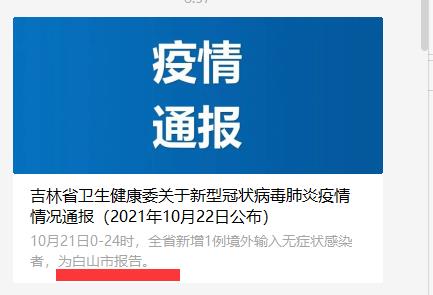 疫情
通报
吉林省卫生健康委关于新型冠状病毒肺炎疫情
情况通报（2021年10月22日公布）
10月21日0-24时，全省新增1例境外输入无症状感染
者，为白山市报告。